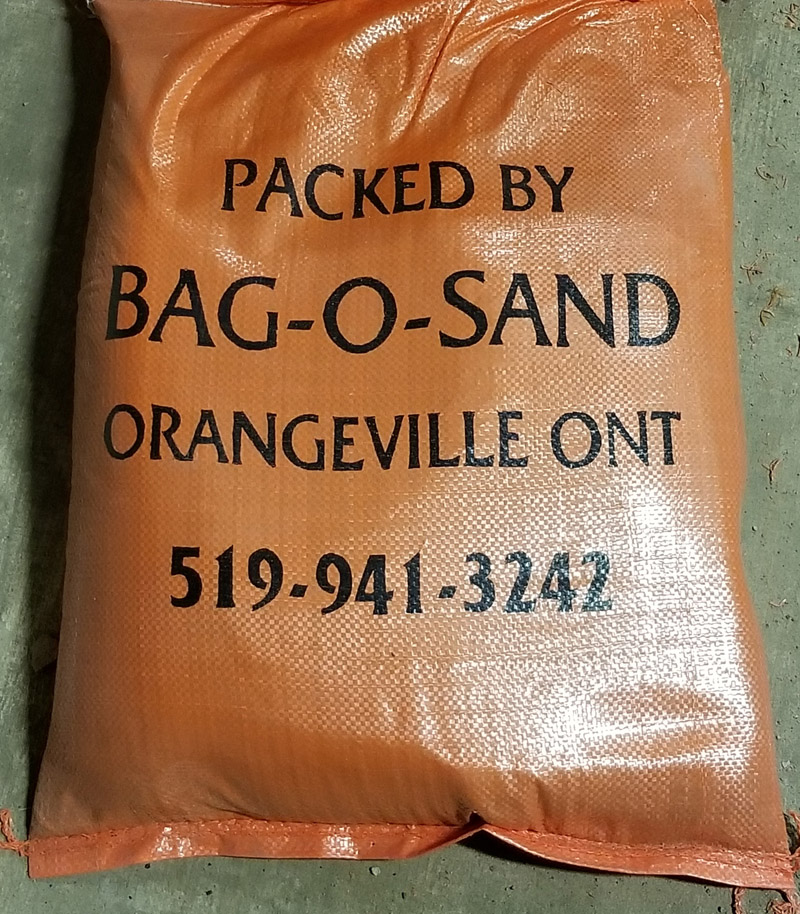 PACKED BY
BAG-O-SAND
ORANGEVILLE ONT
519-941-3242